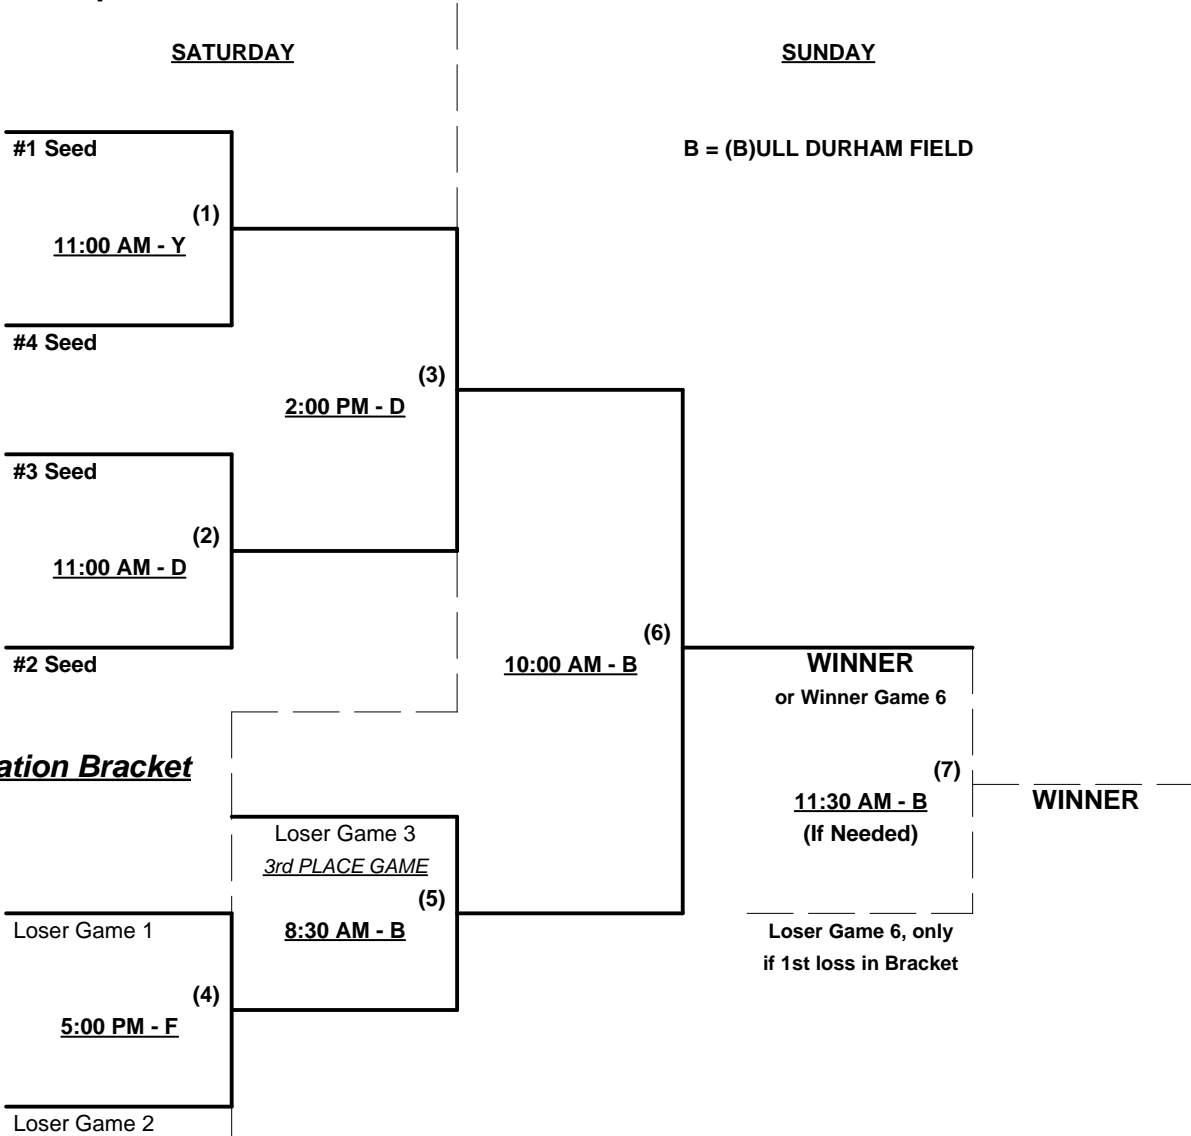 SATURDAY
SUNDAY
#1 Seed
B = (B)ULL DURHAM FIELD
(1)
11:00 AM - Y
#4 Seed
(3)
2:00 PM - D
#3 Seed
(2)
11:00 AM - D
(6)
#2 Seed
10:00 AM - B
WINNER
or Winner Game 6
ation Bracket
(7)
11:30 AM - B
WINNER
(If Needed)
Loser Game 3
3rd PLACE GAME
(5)
Loser Game 1
8:30 AM - B
Loser Game 6, only
if 1st loss in Bracket
(4)
5:00 PM - F
Loser Game 2